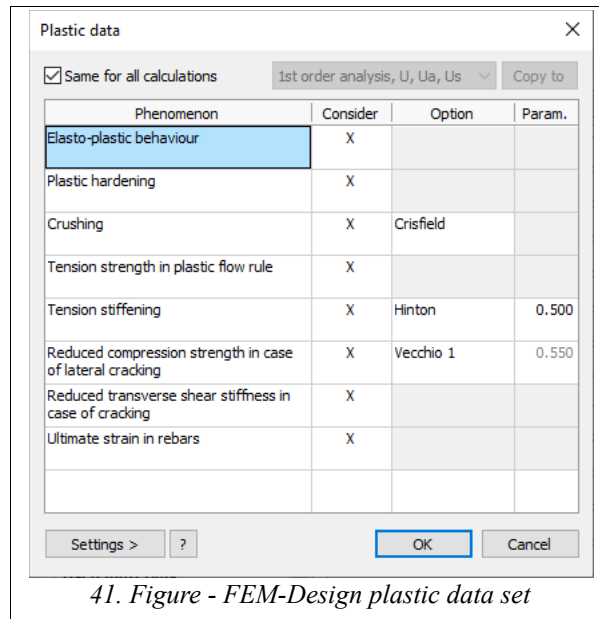 Plastic data
Same for all calculations 1st order analysis, U, Ua, Us Copy to
Phenomenon Consider Option Param.
Elasto-plastic behaviour X
Plastic hardening X
Crushing X Crisfield
Tension strength in plastic flow rule X
Tension stiffening X Hinton 0.500
Reduced compression strength in case X Vecchio 1 0.550
of lateral cracking
Reduced transverse shear stiffness in X
case of cracking
Ultimate strain in rebars X
Settings > ? OK Cancel
41. Figure - FEM-Design plastic data set